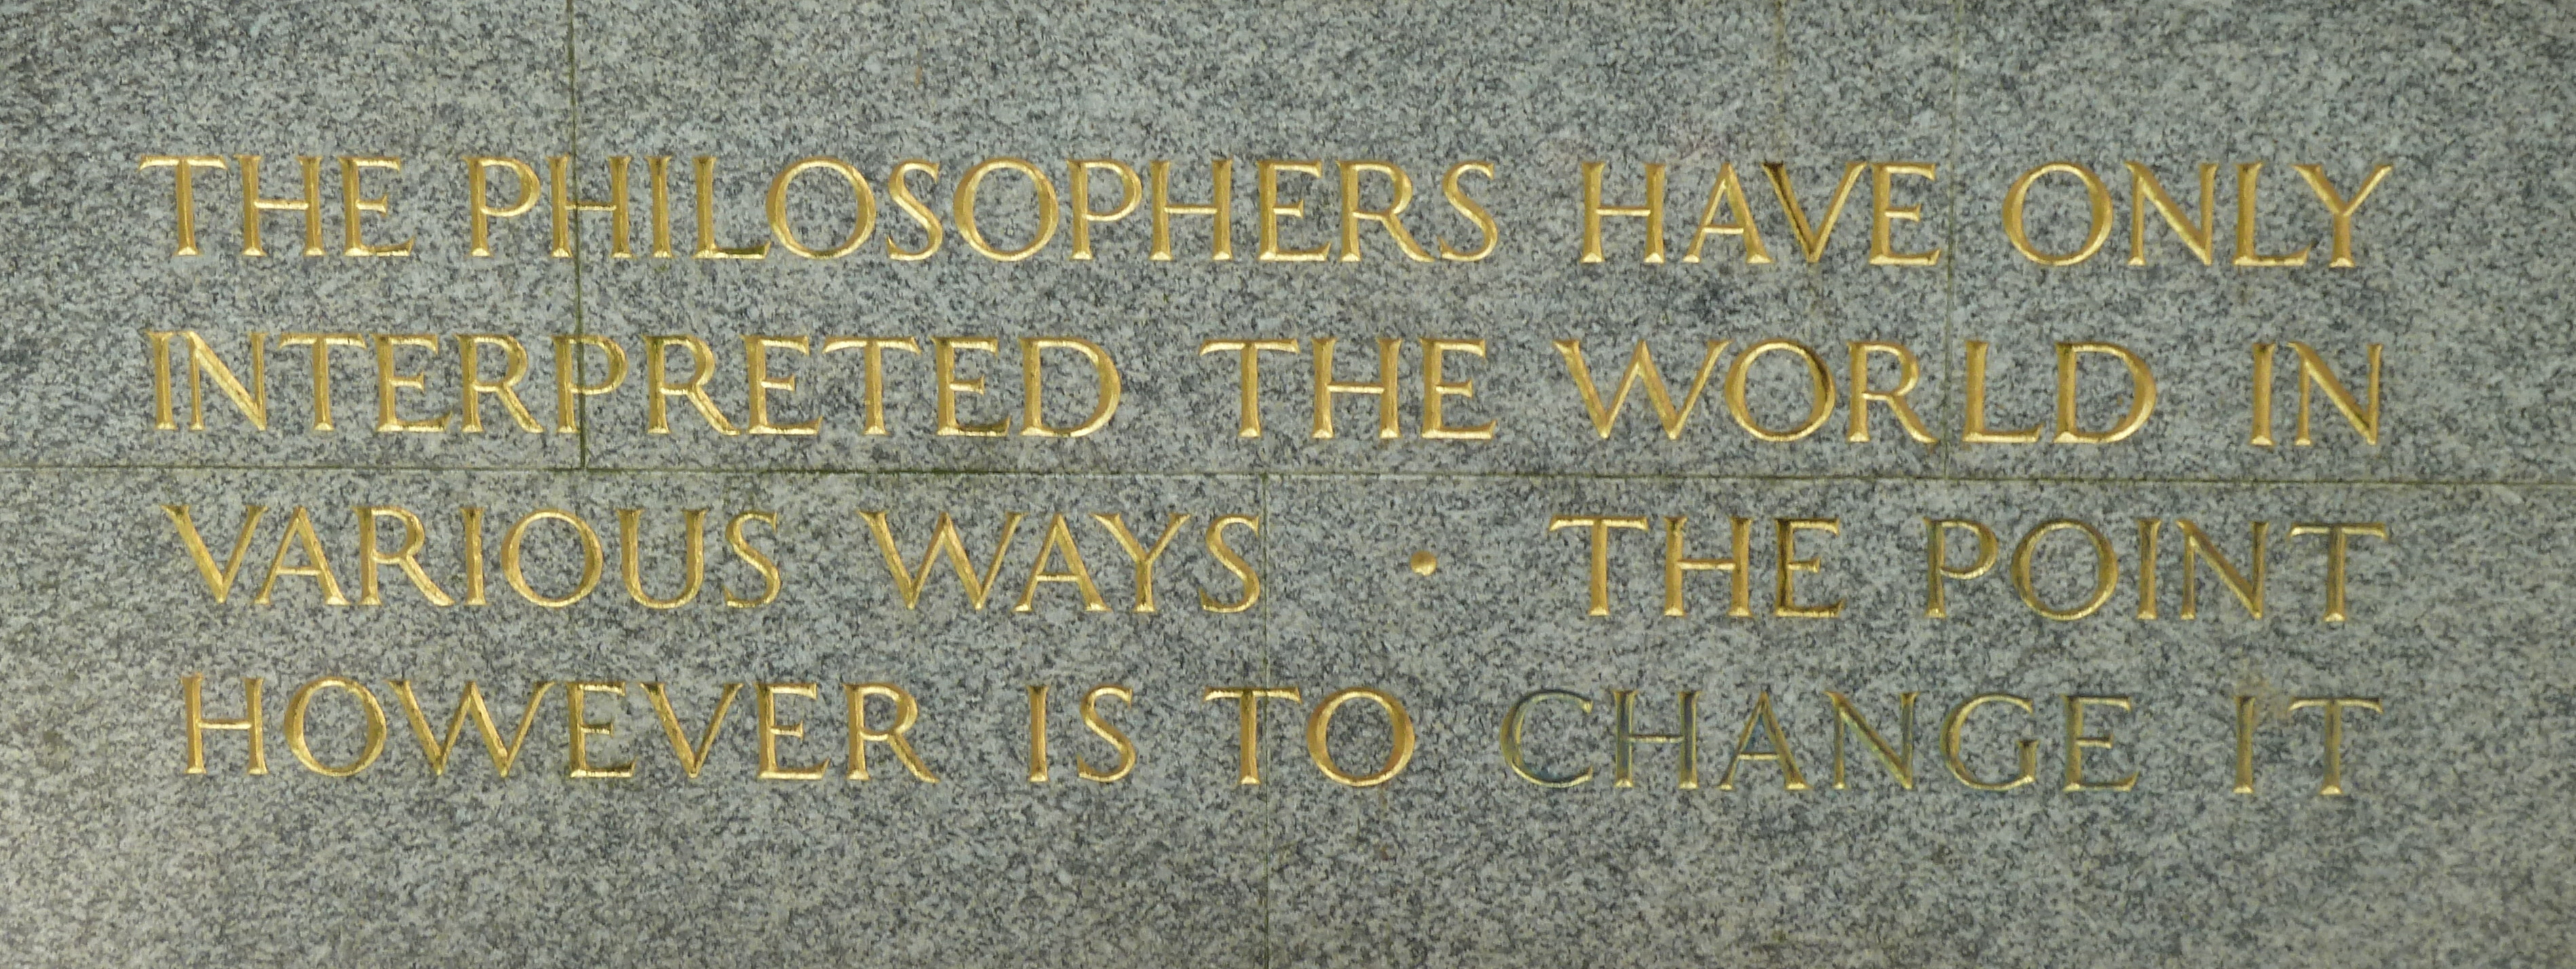 THE PHILOSOPHERS HAVE ONLY
INTERPRETED THE WORLD IN
VARIOUS WAYS · THE POINT
HOWEVER IS TO CHANGE IT